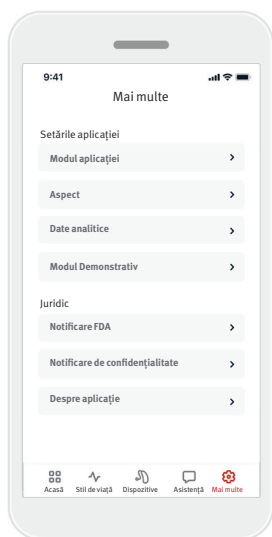 9:41
Mai multe
Setările aplicației
Modul aplicației
Aspect
Date analitice
Modul Demonstrativ
Juridic
Notificare FDA
Notificare de confidențialitate
Despre aplicație
Acasă Stil de viață Dispozitive Asistență Mai multe